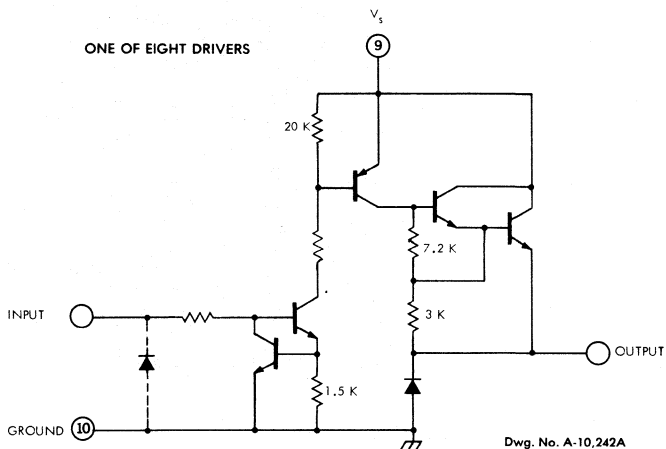 Vs
9
ONE OF EIGHT DRIVERS
20 K
7.2 K
INPUT
3 K
OUTPUT
1.5 K
GROUND 10
Dwg. No. A-10,242A